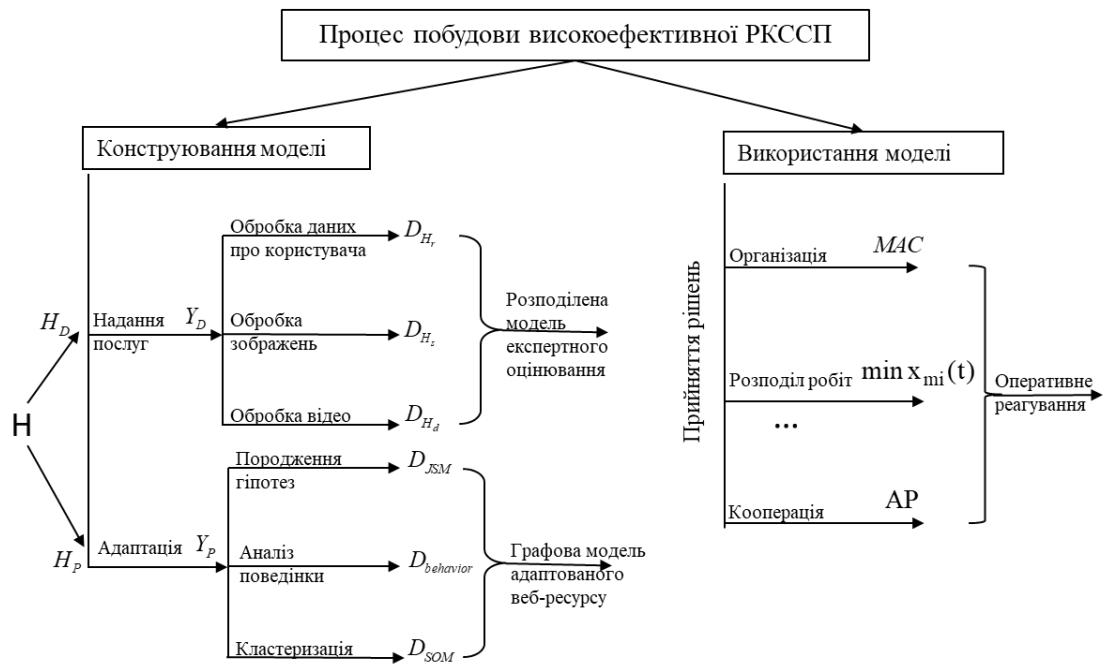 Процес побудови високоефективної РКССП
Конструювання моделі
Використання моделі
Обробка даних
про користувача
D_{H_r}
H_D
Надання
послуг
Y_D
Обробка
зображень
D_{H_s}
Розподілена
модель
експертного
оцінювання
Обробка відео
D_{H_d}
H
Породження
гіпотез
D_{JSM}
H_P
Адаптація
Y_P
Аналіз
поведінки
D_{behavior}
Графова модель
адаптованого
веб-ресурсу
Кластеризація
D_{SOM}
Прийняття рішень
Організація
MAC
Розподіл робіт
min x_{mi}(t)
...
Кооперація
AP
Оперативне
реагування